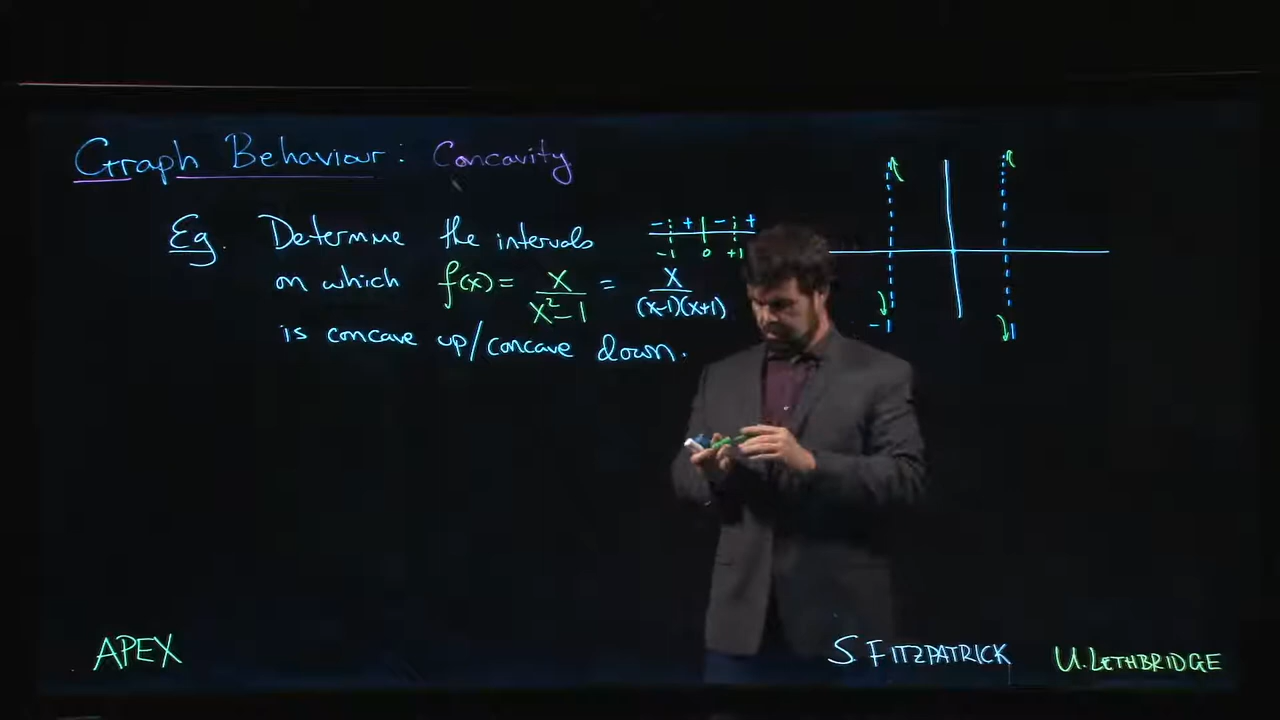 Graph Behaviour: Concavity
Eg. Determine the intervals
on which f(x) = x/(x²-1) = x/((x-1)(x+1))
is concave up/concave down.
- + - +
-1 0 +1
-1 1
APEX
S. FITZPATRICK U. LETHBRIDGE